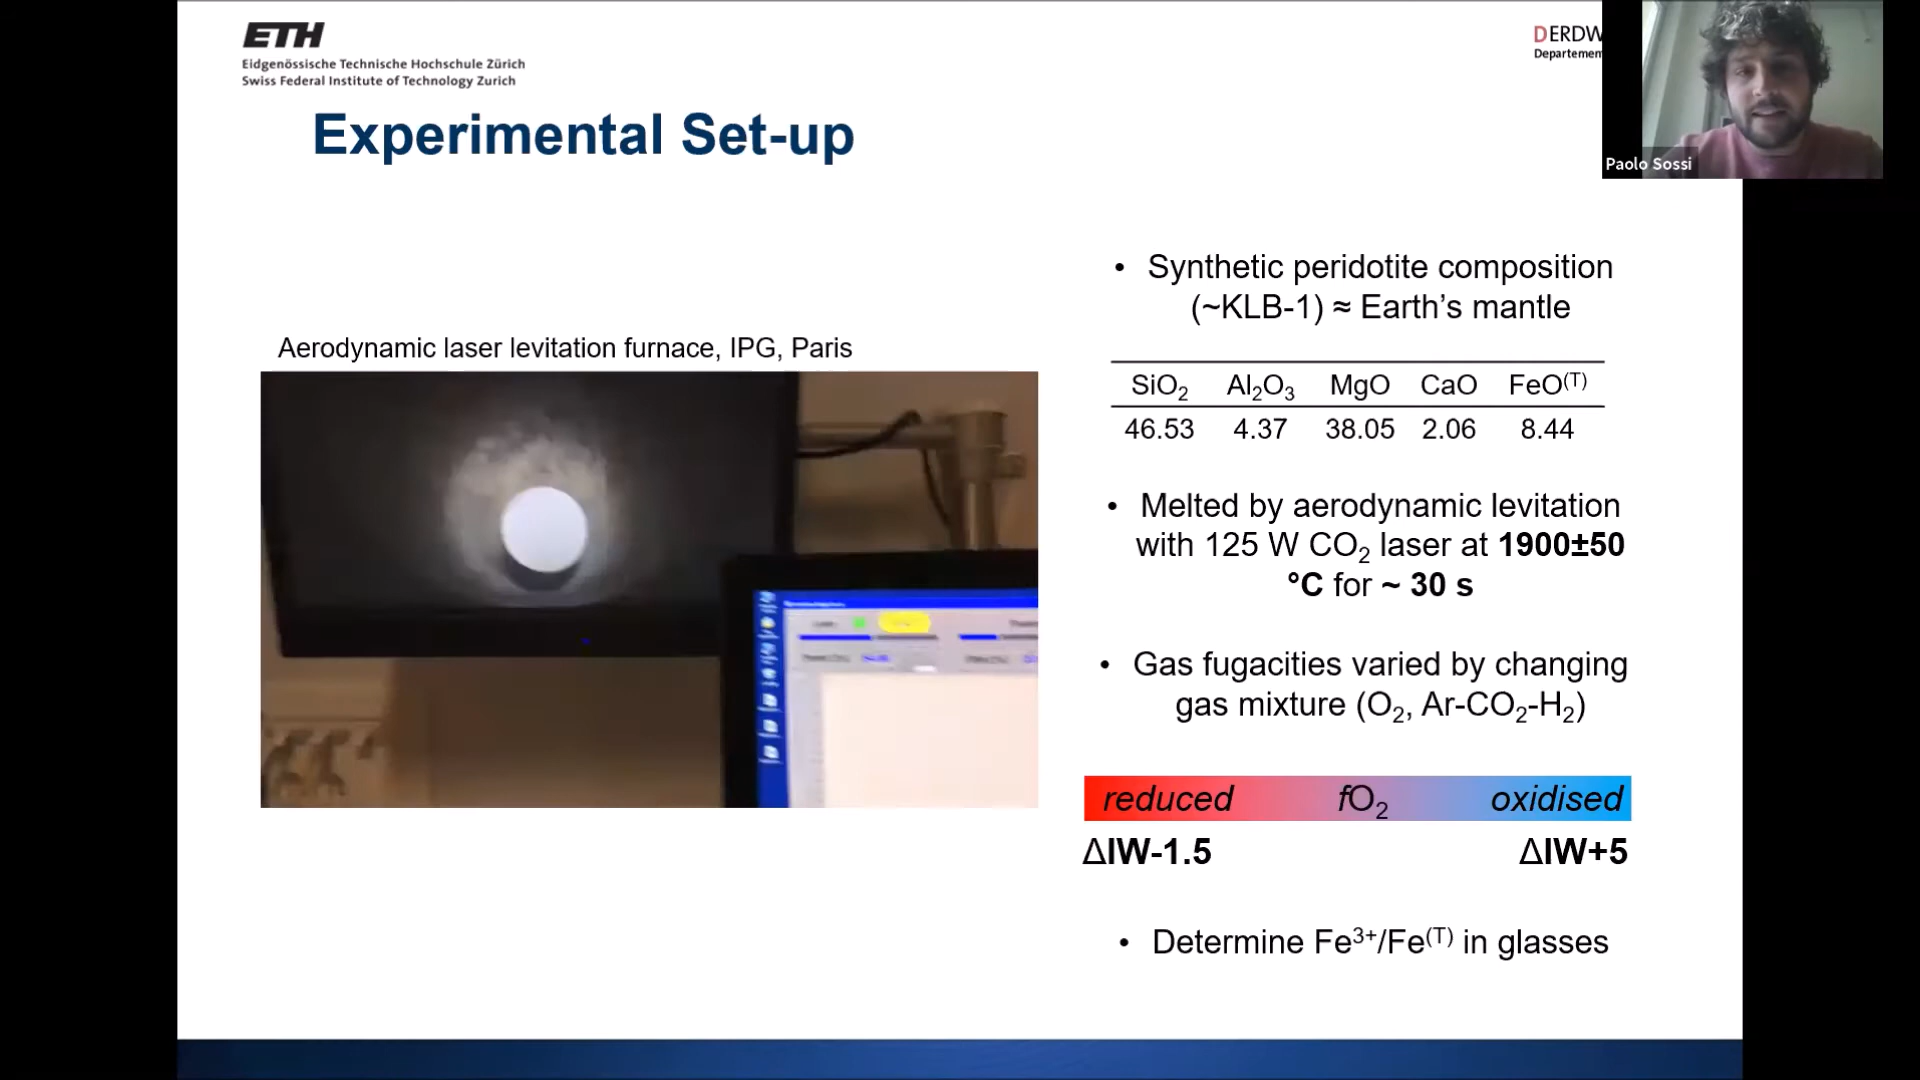 ETH
Eidgenössische Technische Hochschule Zürich
Swiss Federal Institute of Technology Zurich
DERDW
Departemen
Paolo Sossi
Experimental Set-up
Aerodynamic laser levitation furnace, IPG, Paris
• Synthetic peridotite composition
(~KLB-1) ≈ Earth’s mantle
SiO₂ Al₂O₃ MgO CaO FeO⁽ᵀ⁾
46.53 4.37 38.05 2.06 8.44
• Melted by aerodynamic levitation
with 125 W CO₂ laser at 1900±50
°C for ~ 30 s
• Gas fugacities varied by changing
gas mixture (O₂, Ar-CO₂-H₂)
reduced fO₂ oxidised
ΔIW-1.5 ΔIW+5
• Determine Fe³⁺/Fe⁽ᵀ⁾ in glasses